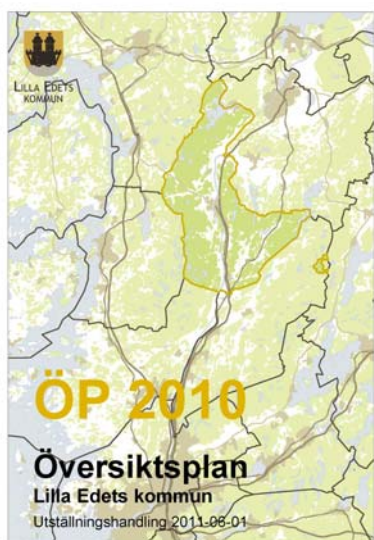 LILLA EDETS
KOMMUN
ÖP 2010
Översiktsplan
Lilla Edets kommun
Utställningshandling 2011-06-01